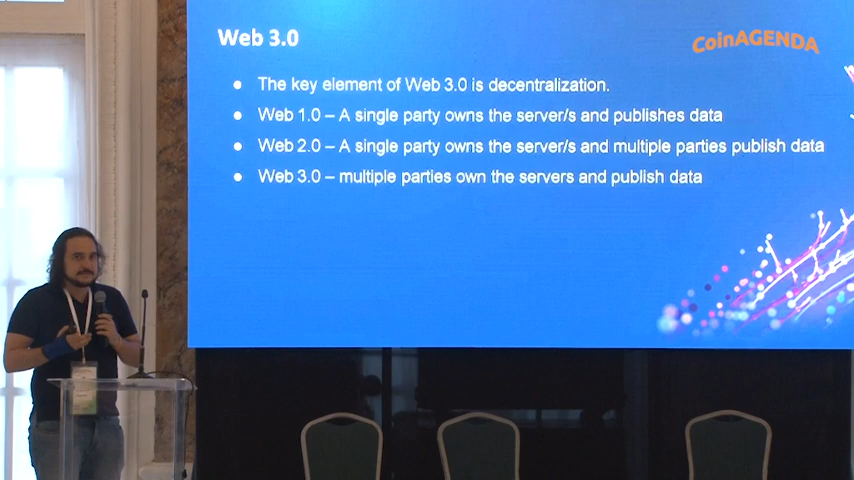 Web 3.0
CoinAGENDA
The key element of Web 3.0 is decentralization.
Web 1.0 – A single party owns the server/s and publishes data
Web 2.0 – A single party owns the server/s and multiple parties publish data
Web 3.0 – multiple parties own the servers and publish data